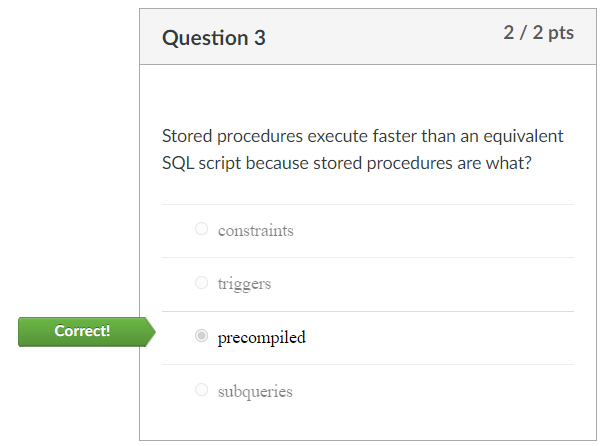 Question 3
2 / 2 pts
Stored procedures execute faster than an equivalent
SQL script because stored procedures are what?
constraints
triggers
Correct!
precompiled
subqueries